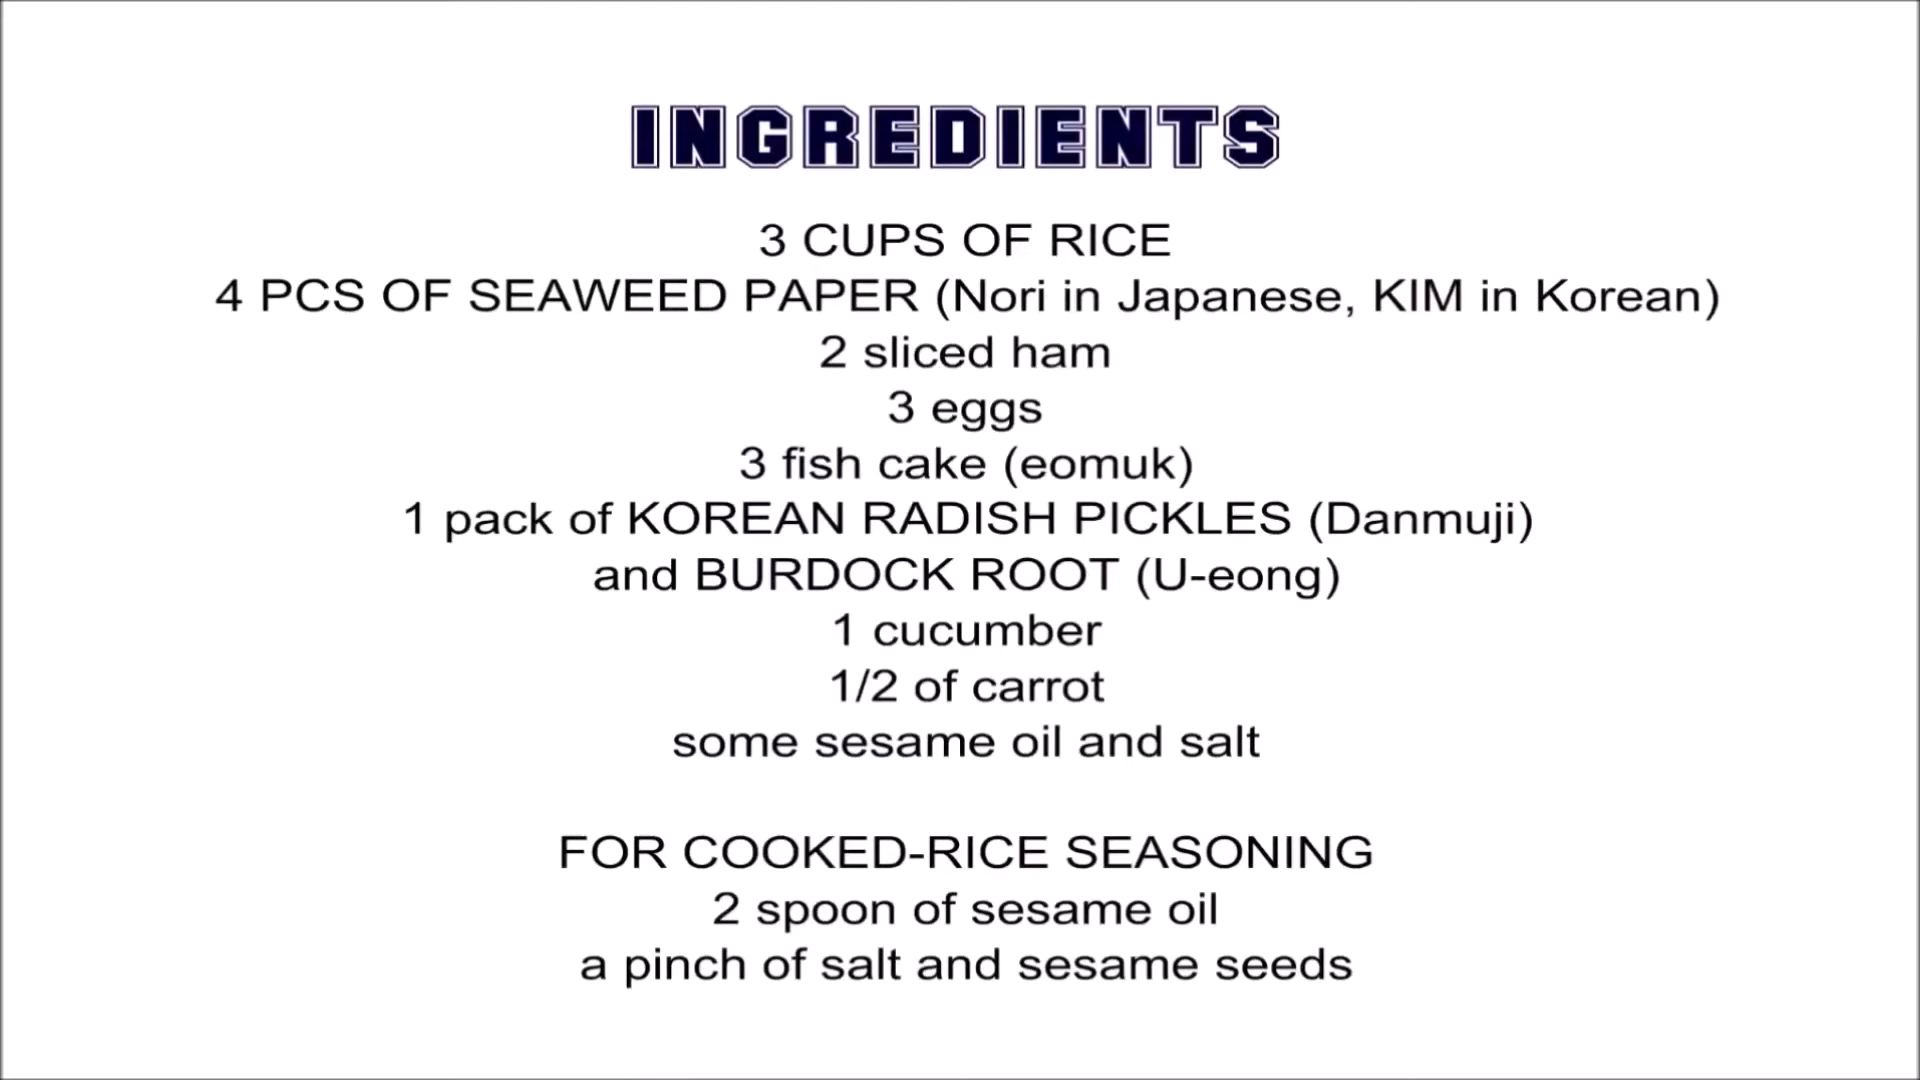 INGREDIENTS
3 CUPS OF RICE
4 PCS OF SEAWEED PAPER (Nori in Japanese, KIM in Korean)
2 sliced ham
3 eggs
3 fish cake (eomuk)
1 pack of KOREAN RADISH PICKLES (Danmuji)
and BURDOCK ROOT (U-eong)
1 cucumber
1/2 of carrot
some sesame oil and salt
FOR COOKED-RICE SEASONING
2 spoon of sesame oil
a pinch of salt and sesame seeds